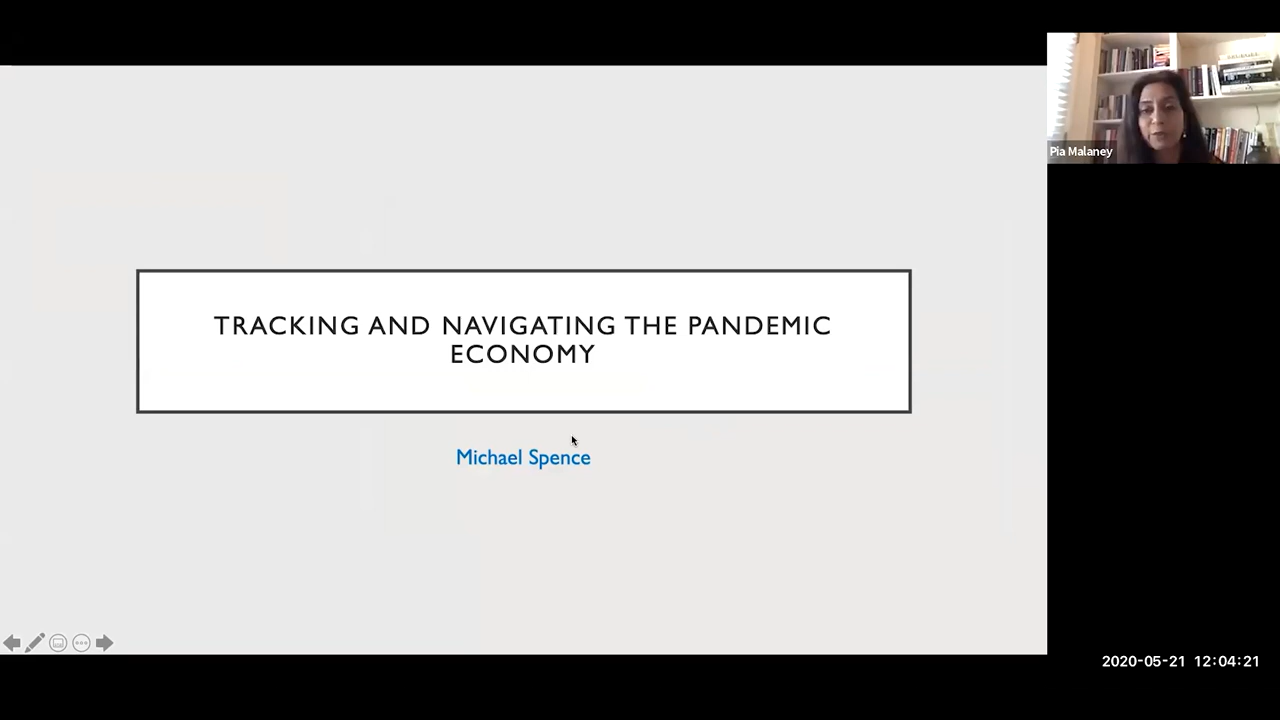 TRACKING AND NAVIGATING THE PANDEMIC
ECONOMY
Michael Spence
Pia Malaney
2020-05-21 12:04:21